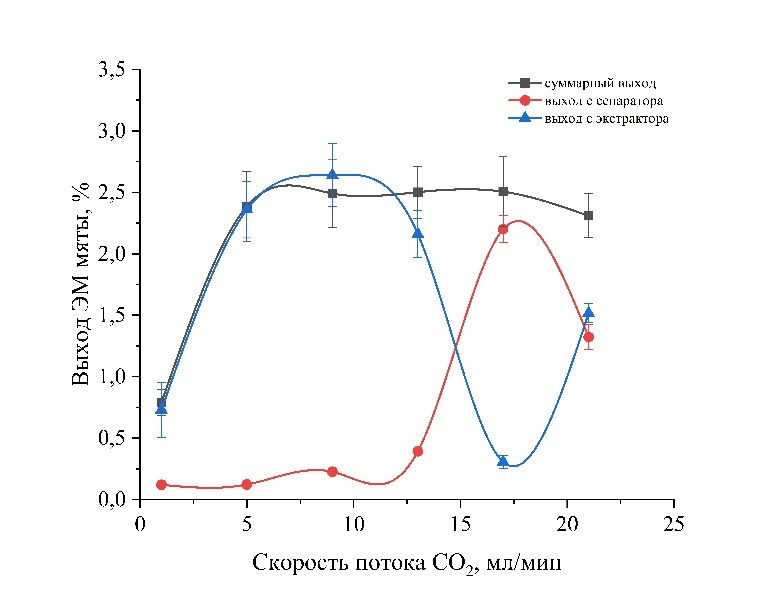 3,5
3,0
2,5
2,0
1,5
1,0
0,5
0,0
Выход ЭМ мяты, %
суммарный выход
выход с сепаратора
выход с экстрактора
0 5 10 15 20 25
Скорость потока CO2, мл/мин